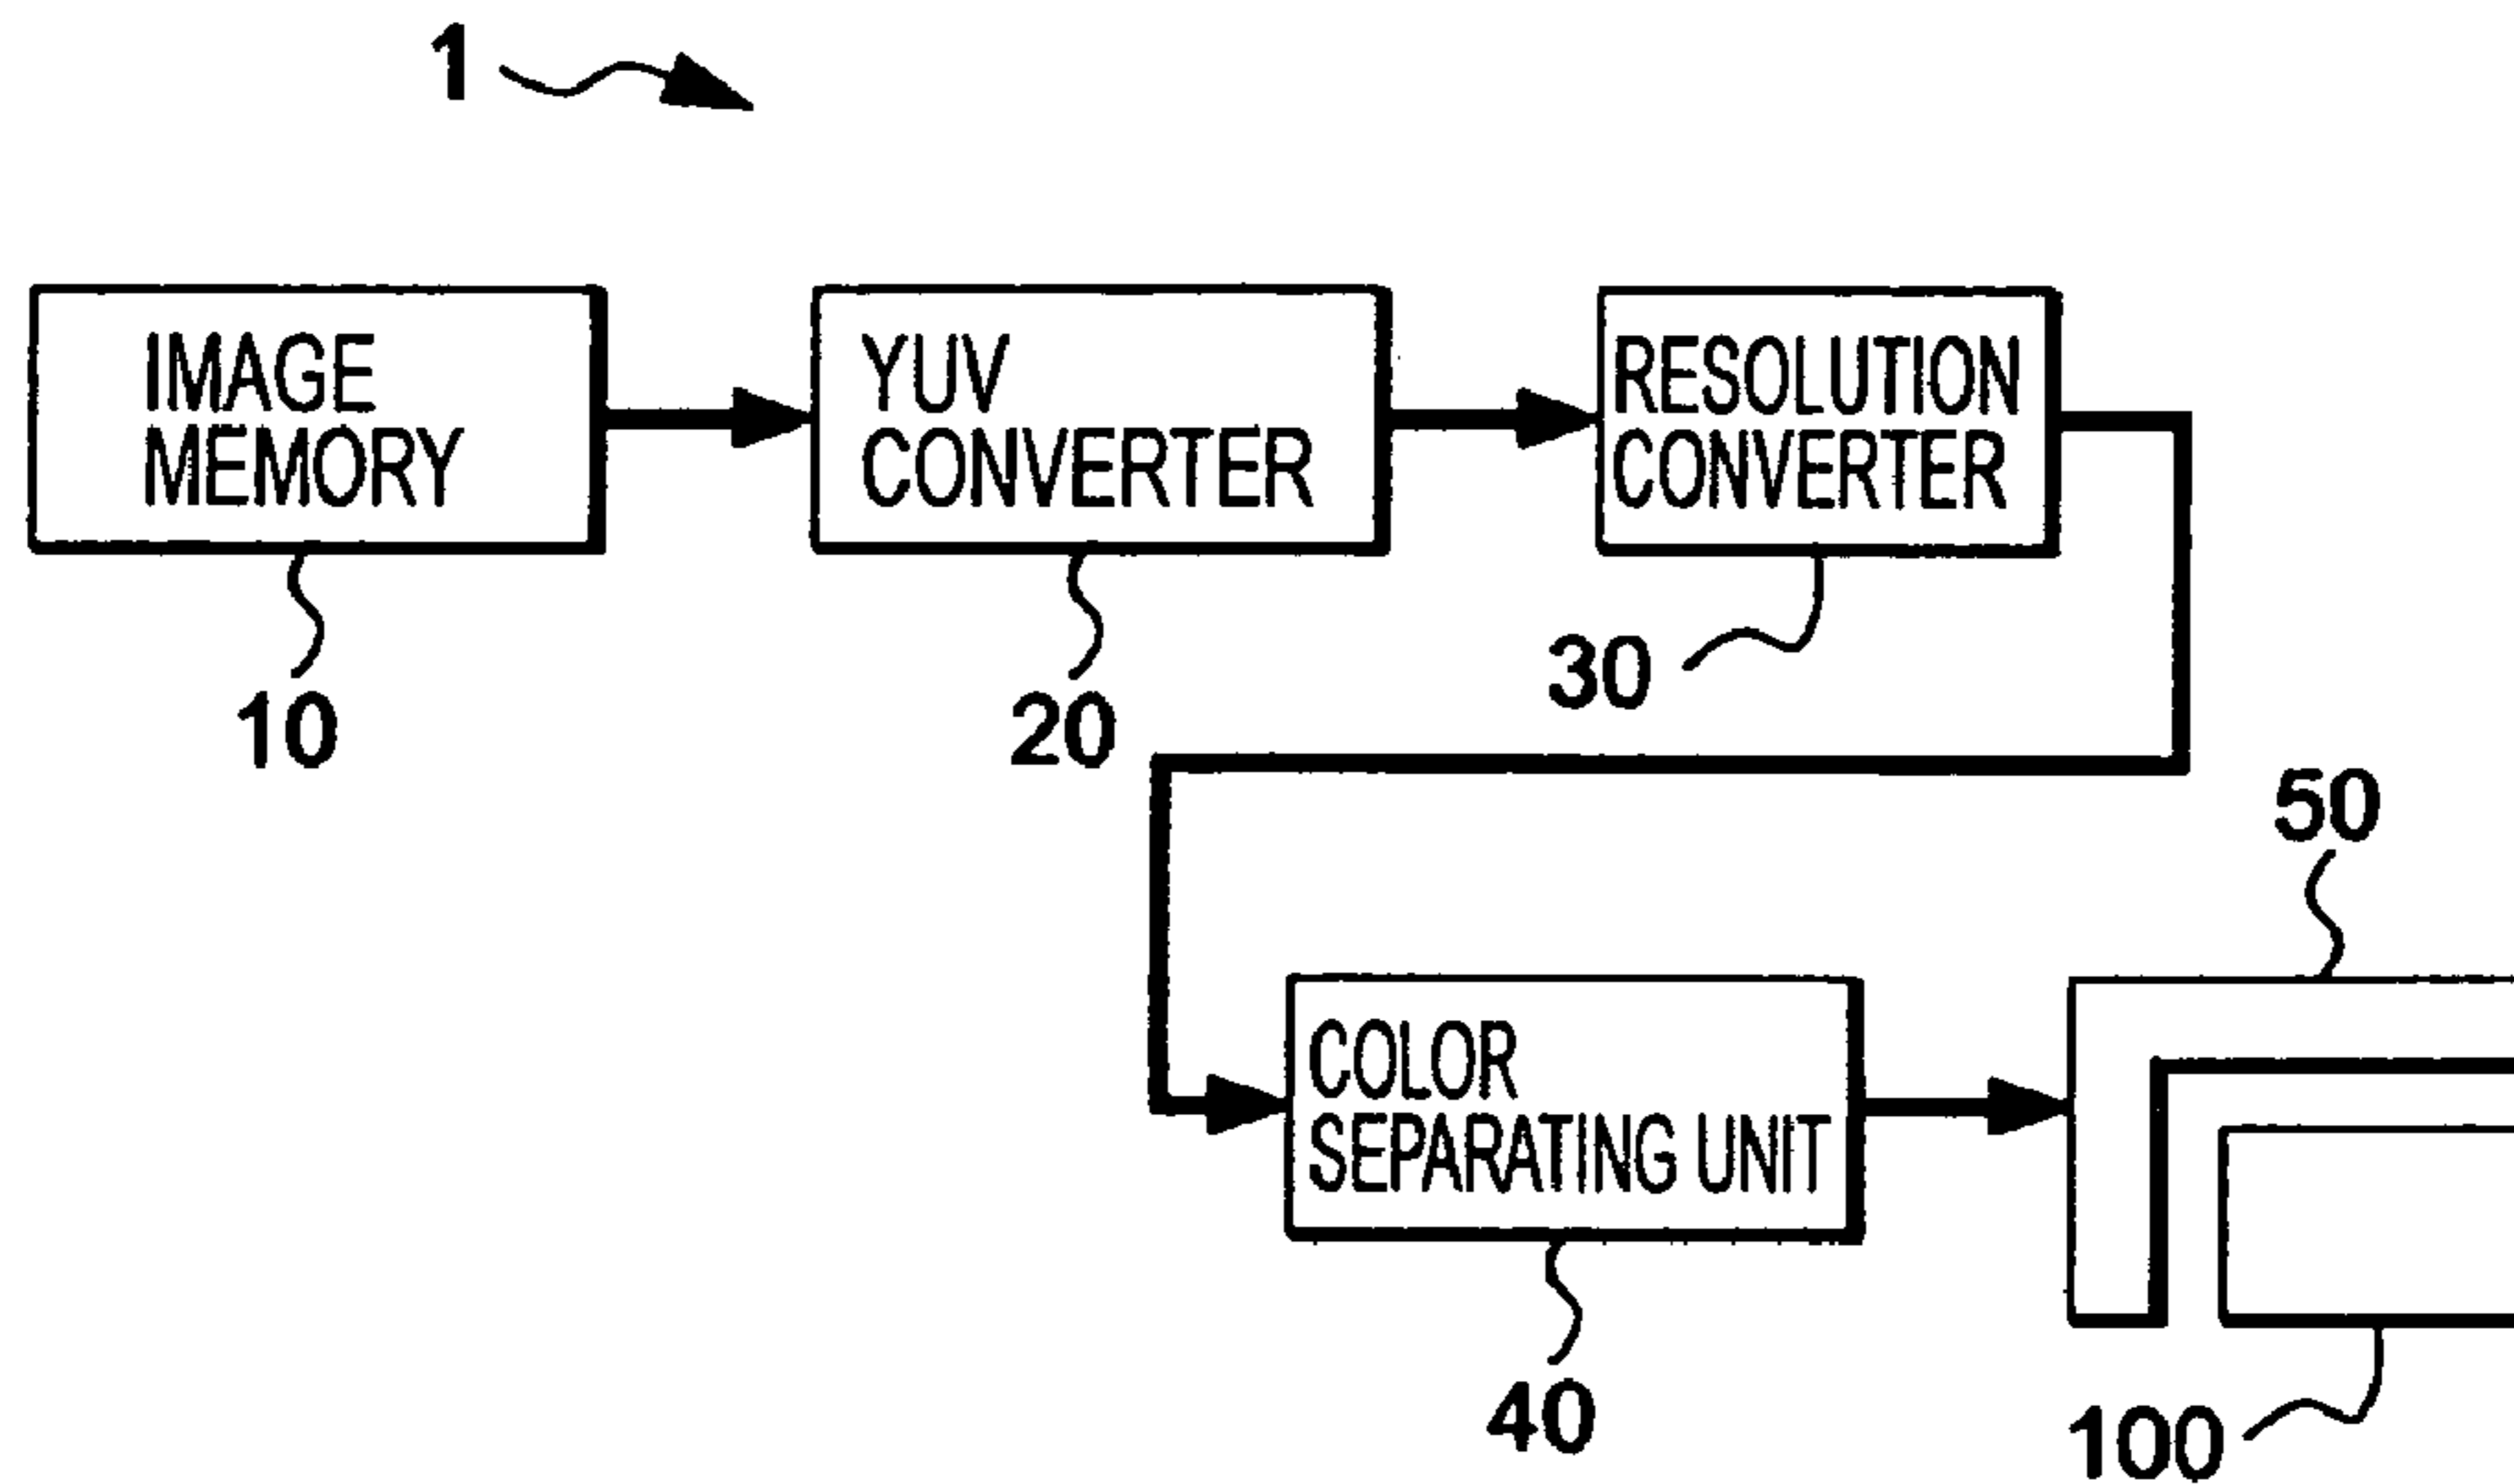 1
IMAGE
MEMORY
YUV
CONVERTER
RESOLUTION
CONVERTER
10
20
30
50
COLOR
SEPARATING UNIT
40
100